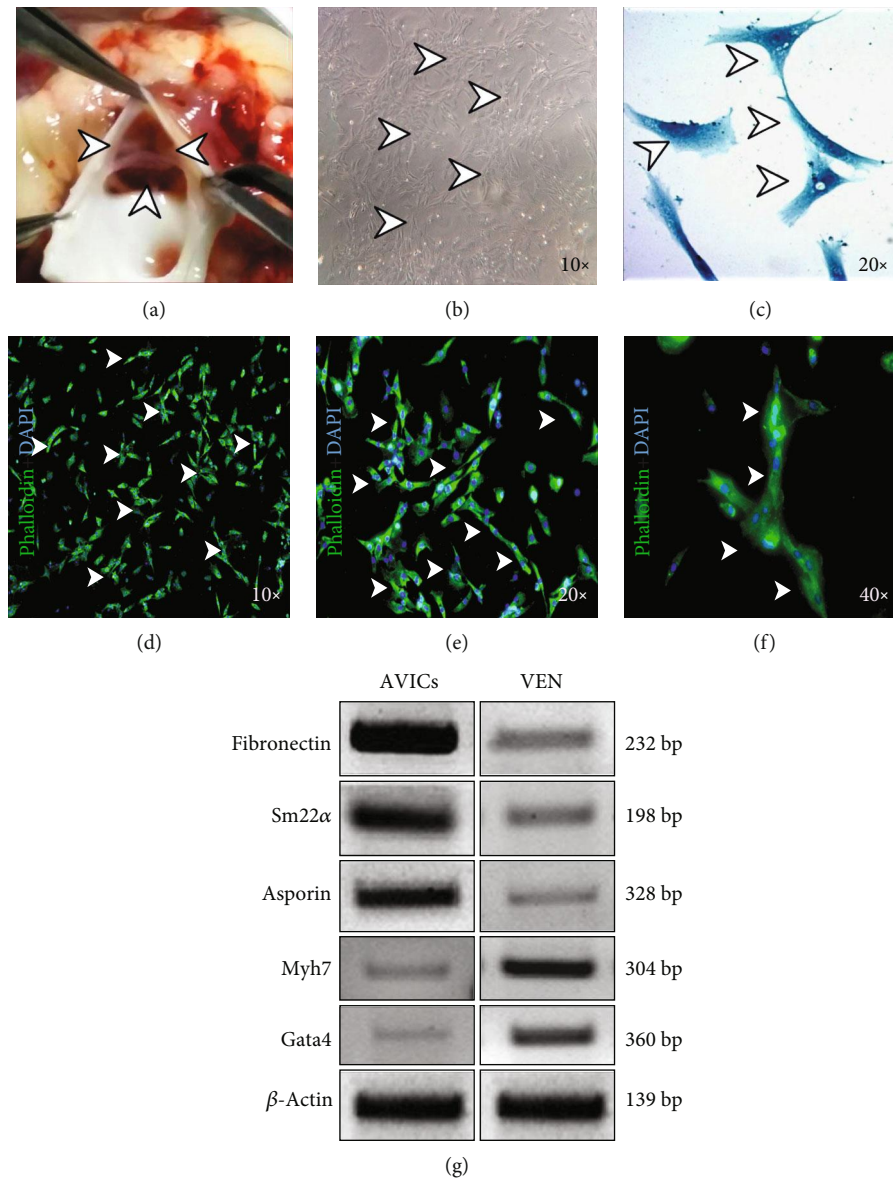 10×
20×
(a)
(b)
(c)
Phalloidin+DAPI
10×
Phalloidin+DAPI
20×
Phalloidin+DAPI
40×
(d)
(e)
(f)
AVICs
VEN
Fibronectin
232 bp
Sm22α
198 bp
Asporin
328 bp
Myh7
304 bp
Gata4
360 bp
β-Actin
139 bp
(g)